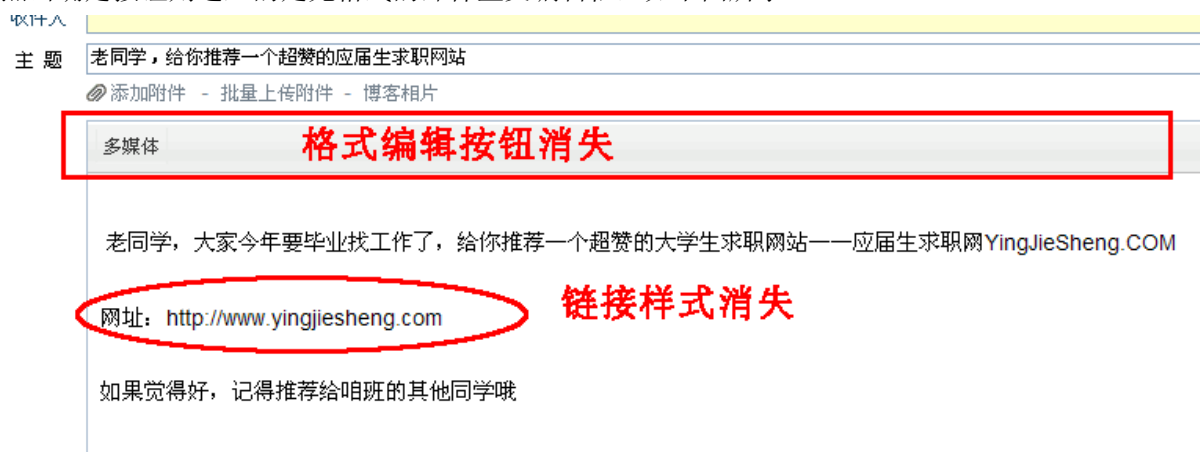 收件人
主 题 老同学，给你推荐一个超赞的应届生求职网站
添加附件 - 批量上传附件 - 博客相片
多媒体 格式编辑按钮消失
老同学，大家今年要毕业找工作了，给你推荐一个超赞的大学生求职网站——应届生求职网YingJieSheng.COM
网址：http://www.yingjiesheng.com 链接样式消失
如果觉得好，记得推荐给咱班的其他同学哦